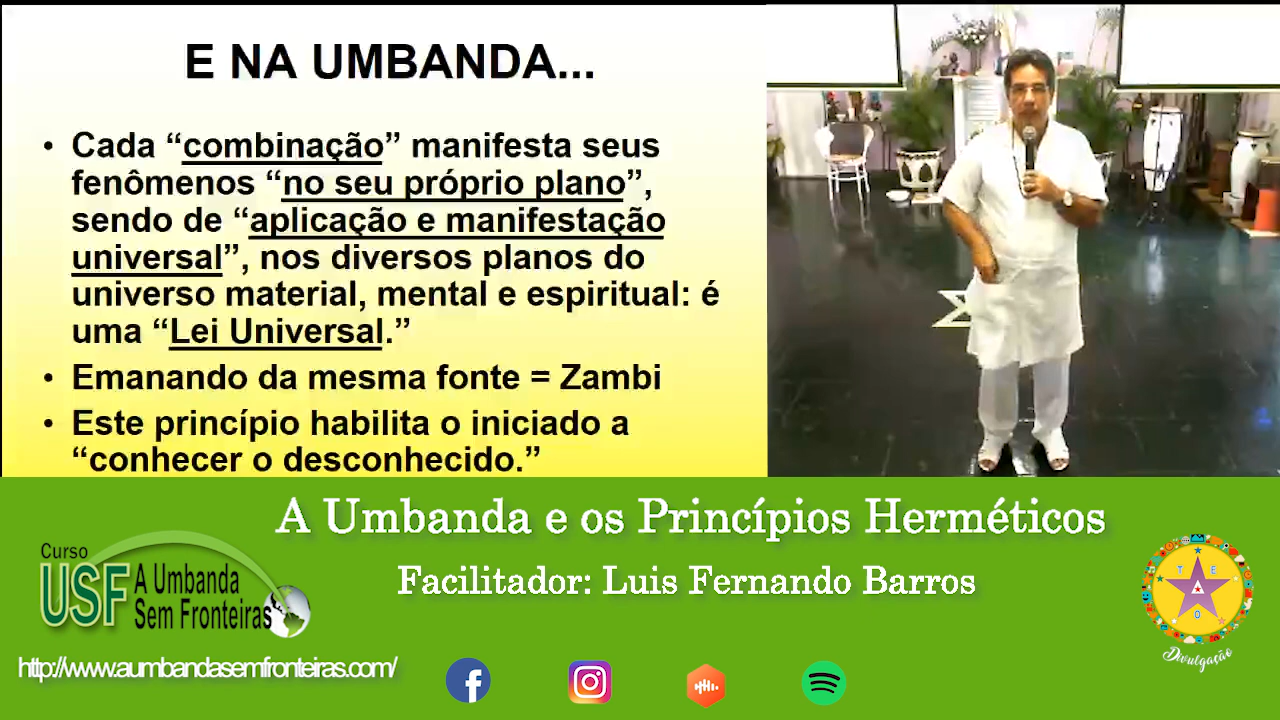 E NA UMBANDA...
• Cada “combinação” manifesta seus
fenômenos “no seu próprio plano”,
sendo de “aplicação e manifestação
universal”, nos diversos planos do
universo material, mental e espiritual: é
uma “Lei Universal.”
• Emanando da mesma fonte = Zambi
• Este princípio habilita o iniciado a
“conhecer o desconhecido.”
A Umbanda e os Princípios Herméticos
Facilitador: Luis Fernando Barros
Curso
USF A Umbanda
Sem Fronteiras
http://www.aumbandasemfronteiras.com/
T E
A
O
Divulgação